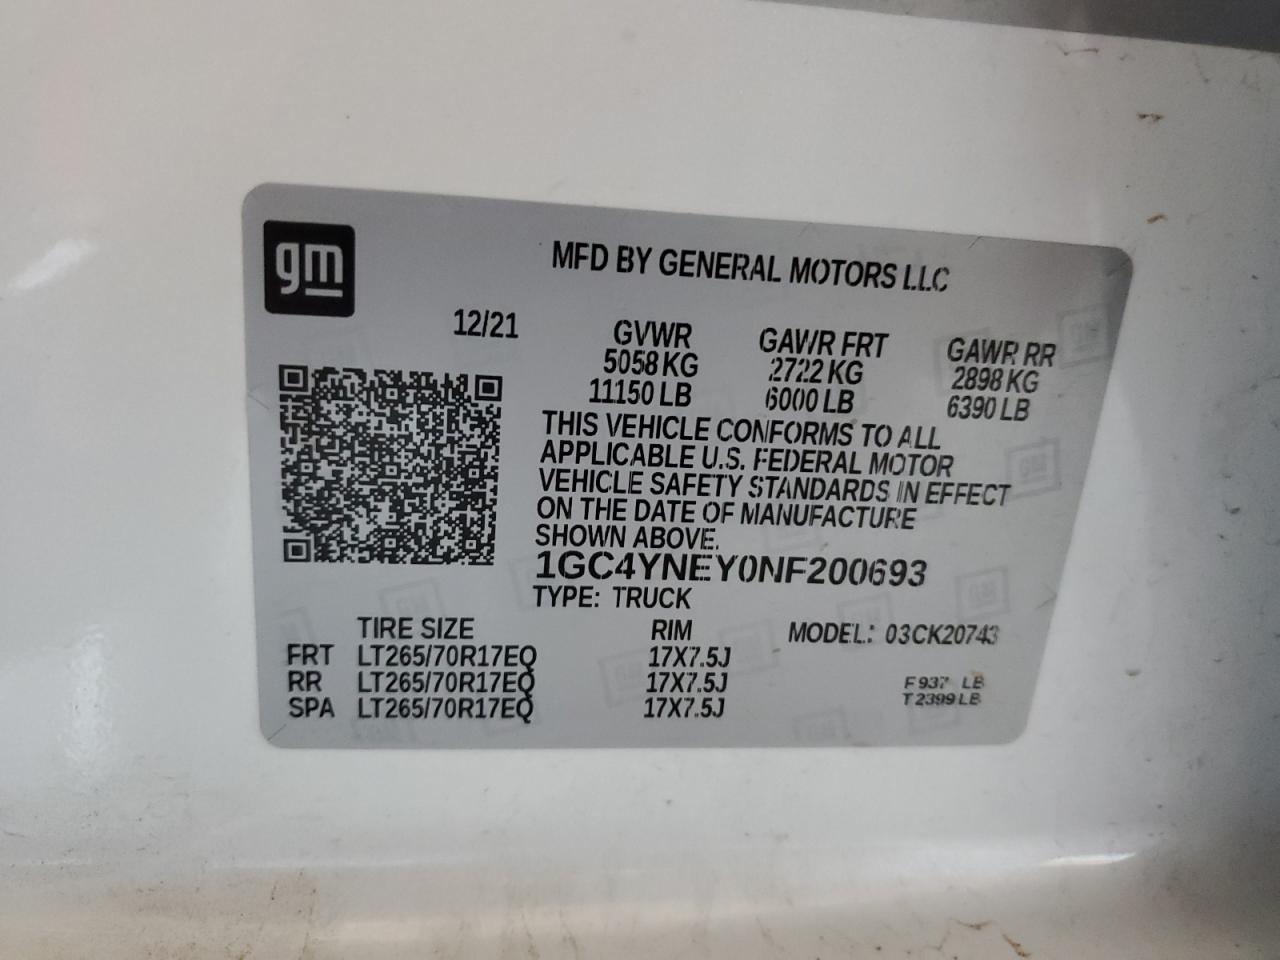 gm
MFD BY GENERAL MOTORS LLC
12/21
GVWR GAWR FRT GAWR RR
5058 KG 2722 KG 2898 KG
11150 LB 6000 LB 6390 LB
THIS VEHICLE CONFORMS TO ALL
APPLICABLE U.S. FEDERAL MOTOR
VEHICLE SAFETY STANDARDS IN EFFECT
ON THE DATE OF MANUFACTURE
SHOWN ABOVE.
1GC4YNEY0NF200693
TYPE: TRUCK
TIRE SIZE RIM MODEL: 03CK20743
FRT LT265/70R17EQ 17X7.5J
RR LT265/70R17EQ 17X7.5J F 937 LB
SPA LT265/70R17EQ 17X7.5J T 2399 LB